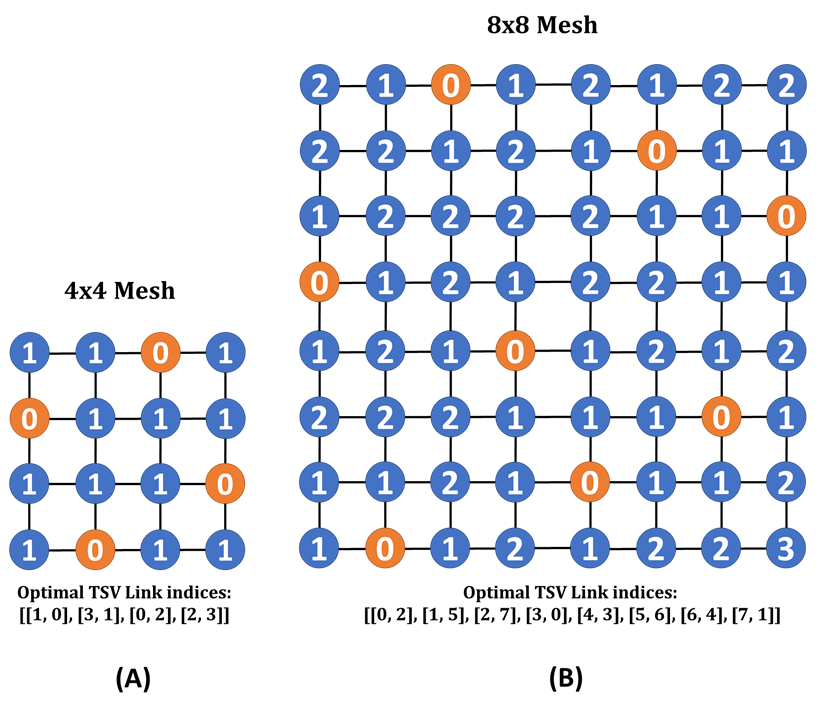 8x8 Mesh
2 1 0 1 2 1 2 2
2 2 1 2 1 0 1 1
1 2 2 2 2 1 1 0
0 1 2 1 2 2 1 1
1 2 1 0 1 2 1 2
2 2 2 1 1 1 0 1
1 1 2 1 0 1 1 2
1 0 1 2 1 2 2 3
Optimal TSV Link indices:
[[0, 2], [1, 5], [2, 7], [3, 0], [4, 3], [5, 6], [6, 4], [7, 1]]
(B)
4x4 Mesh
1 1 0 1
0 1 1 1
1 1 1 0
1 0 1 1
Optimal TSV Link indices:
[[1, 0], [3, 1], [0, 2], [2, 3]]
(A)